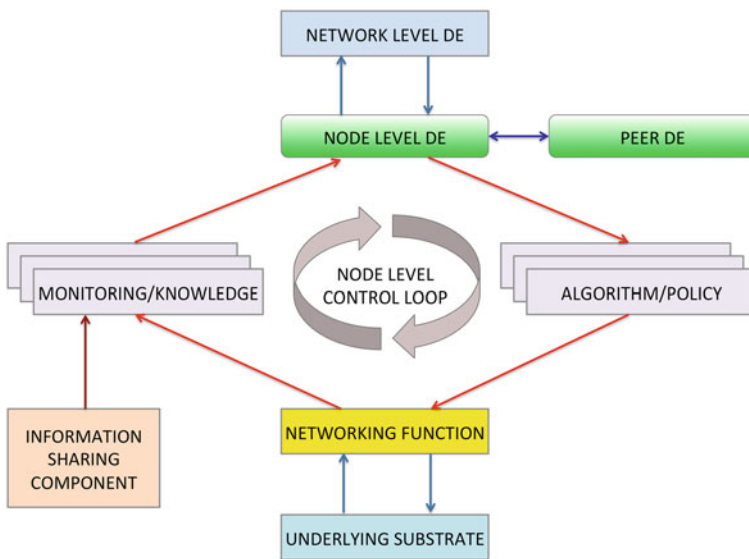 NETWORK LEVEL DE
NODE LEVEL DE
PEER DE
MONITORING/KNOWLEDGE
NODE LEVEL
CONTROL LOOP
ALGORITHM/POLICY
INFORMATION
SHARING
COMPONENT
NETWORKING FUNCTION
UNDERLYING SUBSTRATE